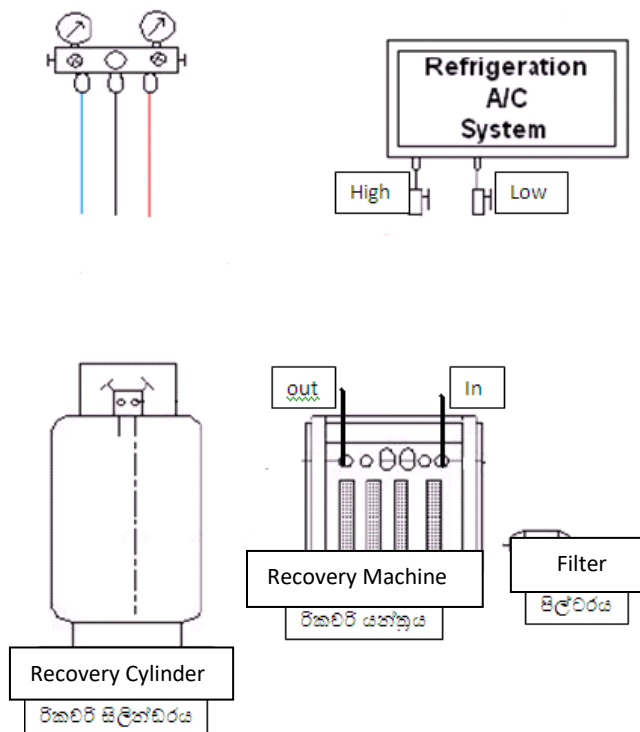 Refrigeration
A/C
System
High
Low
out
In
Recovery Machine
රිකවරි යන්ත්‍රය
Filter
පිල්ටරය
Recovery Cylinder
රිකවරි සිලින්ඩරය